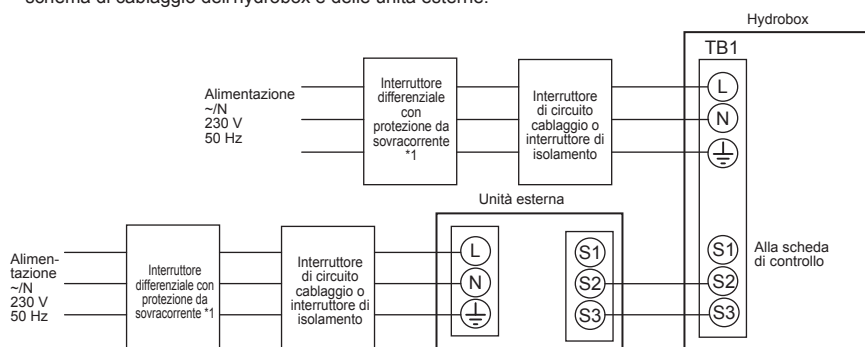 schema di cablaggio dell'hydrobox e delle unità esterne.
Hydrobox
TB1
Alimentazione
~/N
230 V
50 Hz
Interruttore
differenziale
con
protezione da
sovracorrente
*1
Interruttore
di circuito
cablaggio o
interruttore di
isolamento
L
N
Unità esterna
Alimen-
tazione
~/N
230 V
50 Hz
Interruttore
differenziale con
protezione da
sovracorrente *1
Interruttore
di circuito
cablaggio o
interruttore di
isolamento
L
N
S1
S2
S3
S1
S2
S3
Alla scheda
di controllo